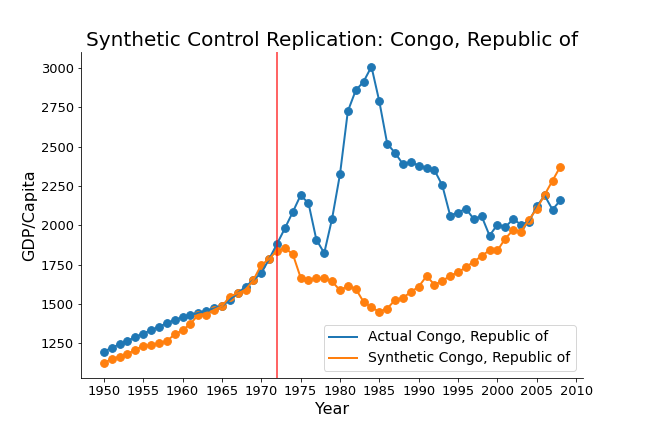 Synthetic Control Replication: Congo, Republic of
GDP/Capita
3000
2750
2500
2250
2000
1750
1500
1250
1950 1955 1960 1965 1970 1975 1980 1985 1990 1995 2000 2005 2010
Year
Actual Congo, Republic of
Synthetic Congo, Republic of